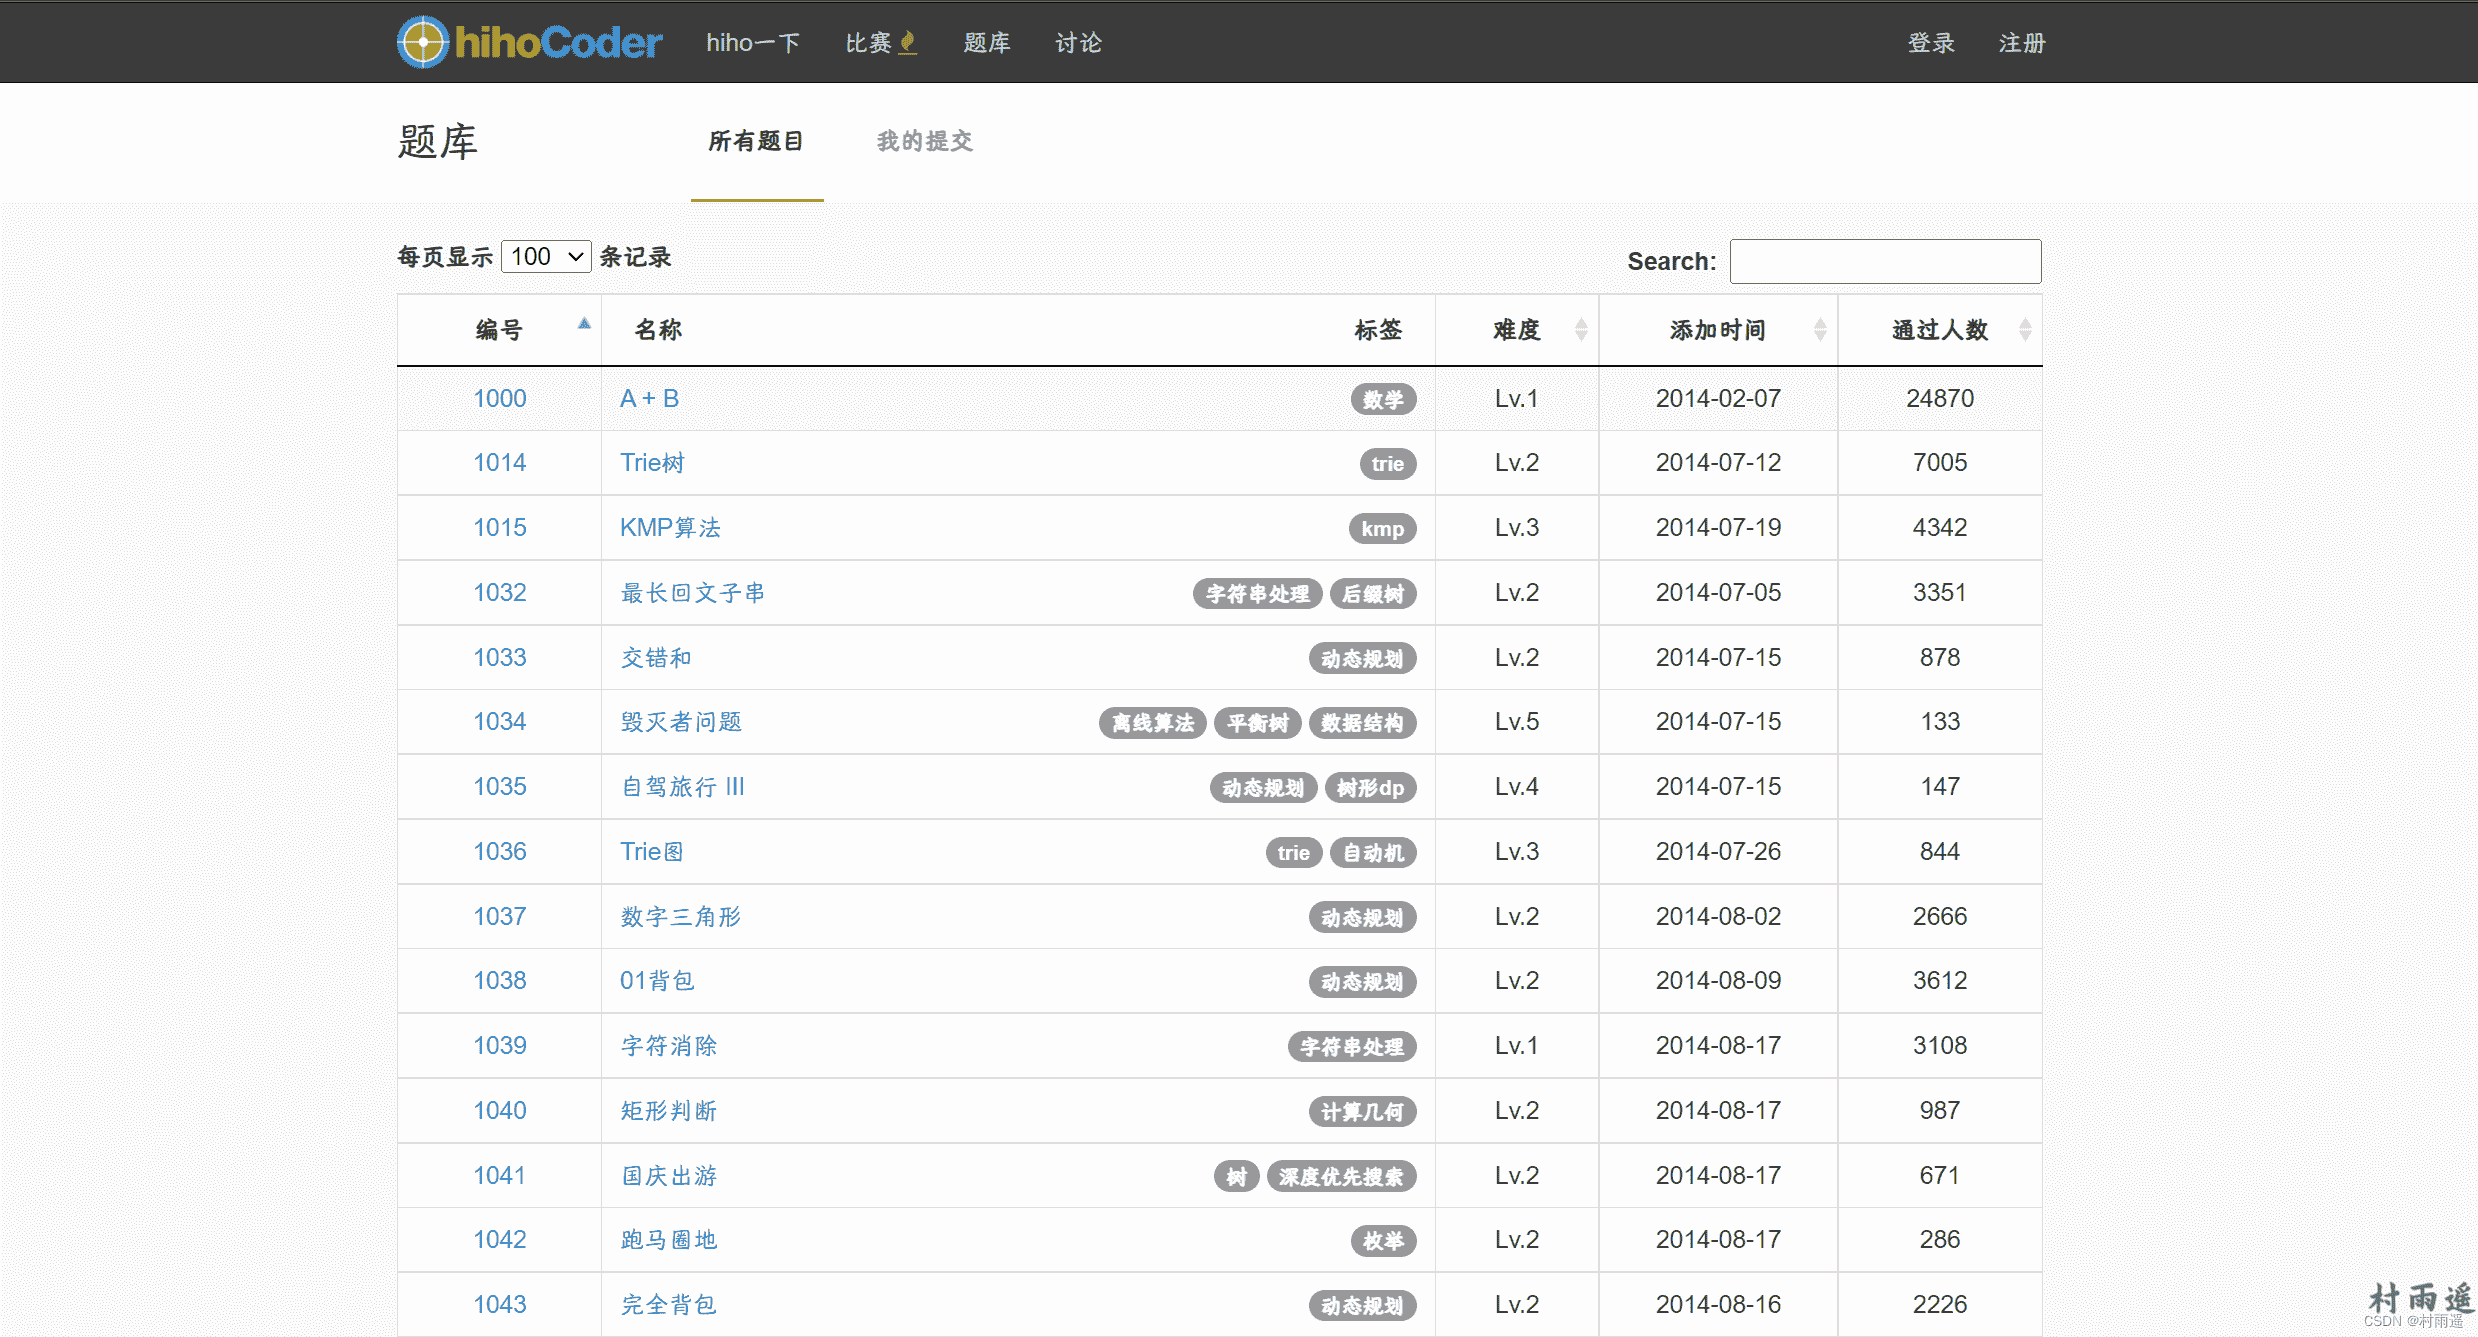 hihoCoder hiho一下 比赛 题库 讨论 登录 注册
题库 所有题目 我的提交
每页显示 100 条记录 Search:
编号 名称 标签 难度 添加时间 通过人数
1000 A + B 数学 Lv.1 2014-02-07 24870
1014 Trie树 trie Lv.2 2014-07-12 7005
1015 KMP算法 kmp Lv.3 2014-07-19 4342
1032 最长回文子串 字符串处理 后缀树 Lv.2 2014-07-05 3351
1033 交错和 动态规划 Lv.2 2014-07-15 878
1034 毁灭者问题 离线算法 平衡树 数据结构 Lv.5 2014-07-15 133
1035 自驾旅行 III 动态规划 树形dp Lv.4 2014-07-15 147
1036 Trie图 trie 自动机 Lv.3 2014-07-26 844
1037 数字三角形 动态规划 Lv.2 2014-08-02 2666
1038 01背包 动态规划 Lv.2 2014-08-09 3612
1039 字符消除 字符串处理 Lv.1 2014-08-17 3108
1040 矩形判断 计算几何 Lv.2 2014-08-17 987
1041 国庆出游 树 深度优先搜索 Lv.2 2014-08-17 671
1042 跑马圈地 枚举 Lv.2 2014-08-17 286
1043 完全背包 动态规划 Lv.2 2014-08-16 2226
村雨遥
CSDN @村雨遥